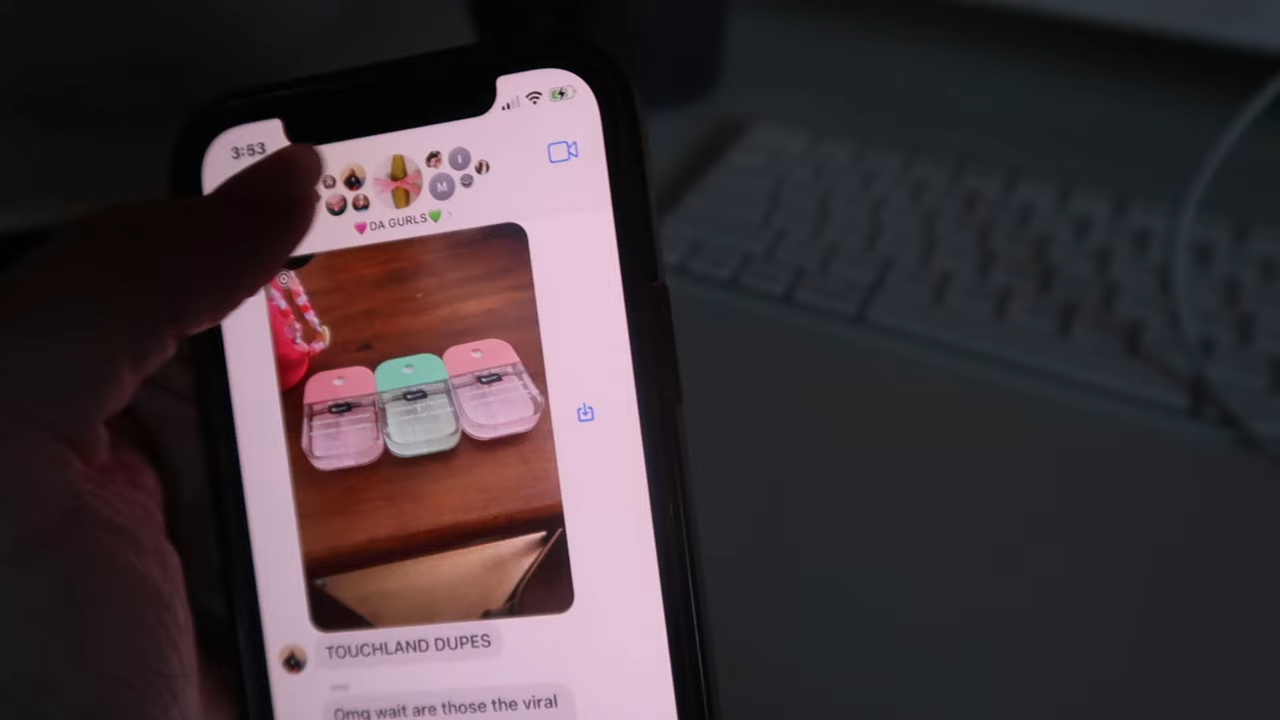 3:53
I
M
💗DA GURLS💚
TOUCHLAND DUPES
Omg wait are those the viral